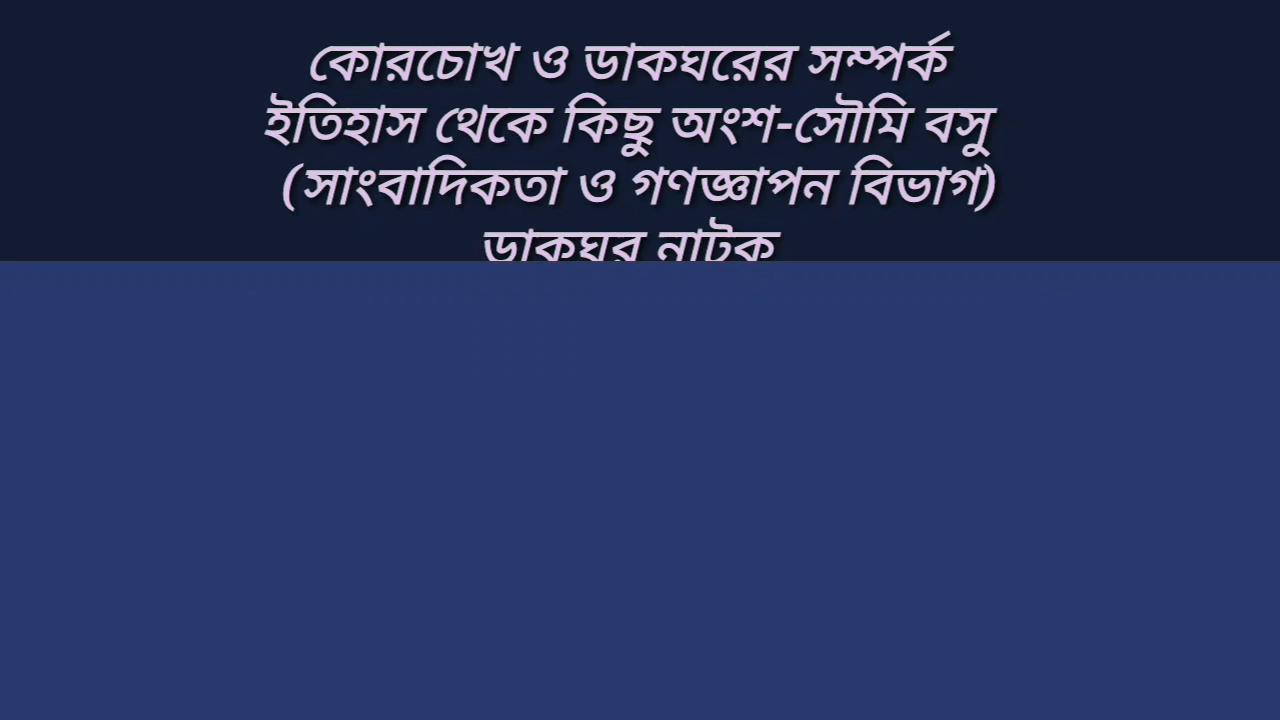 কোরচোখ ও ডাকঘরের সম্পর্ক
ইতিহাস থেকে কিছু অংশ-সৌমি বসু
(সাংবাদিকতা ও গণজ্ঞাপন বিভাগ)
ডাকঘর নাটক